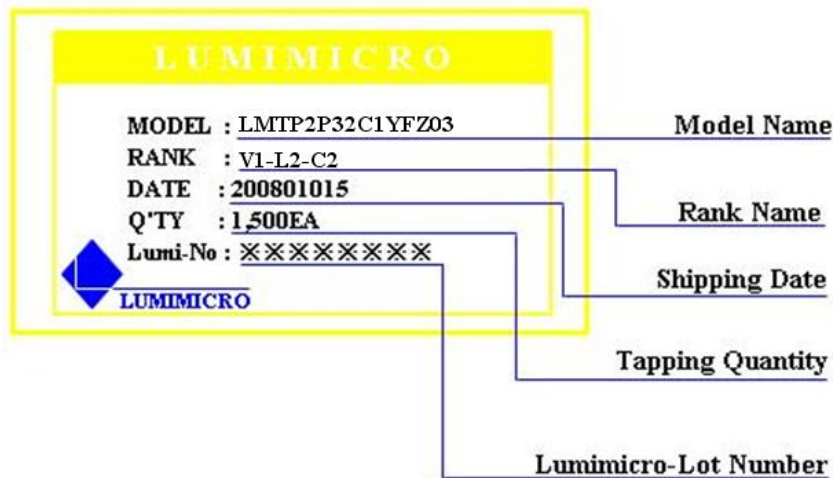 LUMIMICRO
MODEL : LMTP2P32C1YFZ03
Model Name
RANK : V1-L2-C2
DATE : 200801015
Rank Name
Q'TY : 1,500EA
Lumi-No : ※※※※※※※※
Shipping Date
LUMIMICRO
Tapping Quantity
Lumimicro-Lot Number